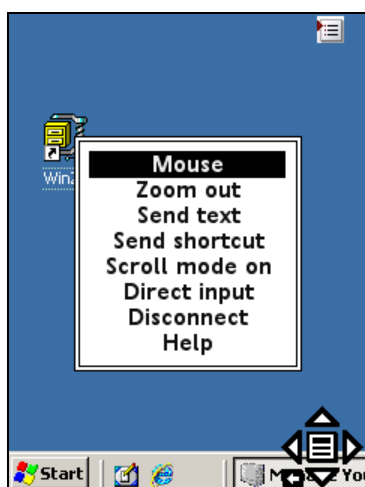 Mouse
Zoom out
Send text
Send shortcut
Scroll mode on
Direct input
Disconnect
Help
Start